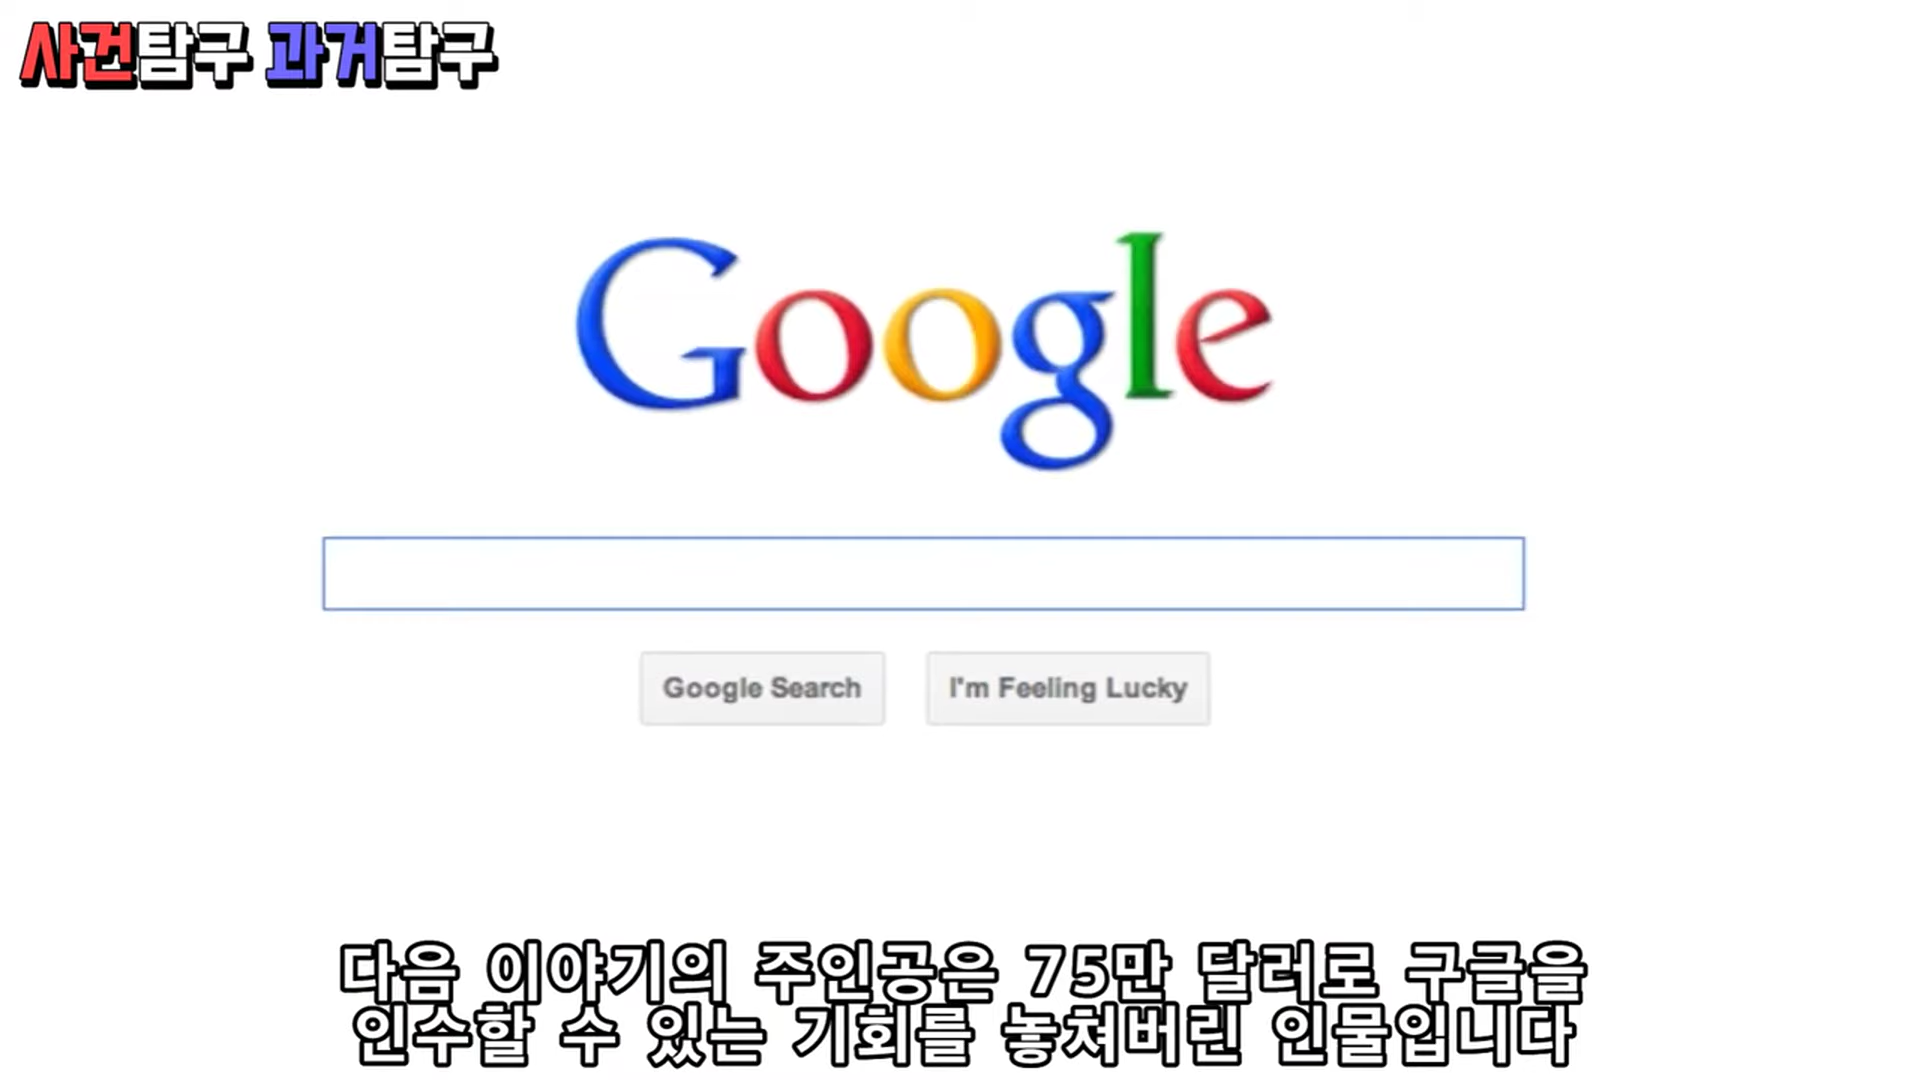 사건탐구 과거탐구
Google
Google Search
I'm Feeling Lucky
다음 이야기의 주인공은 75만 달러로 구글을
인수할 수 있는 기회를 놓쳐버린 인물입니다